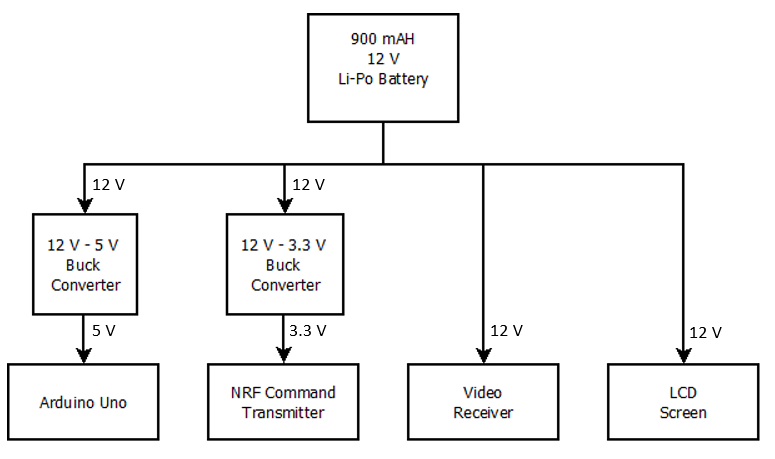 900 mAH
12 V
Li-Po Battery
12 V
12 V
12 V - 5 V
Buck
Converter
12 V - 3.3 V
Buck
Converter
5 V
3.3 V
12 V
12 V
Arduino Uno
NRF Command
Transmitter
Video
Receiver
LCD
Screen